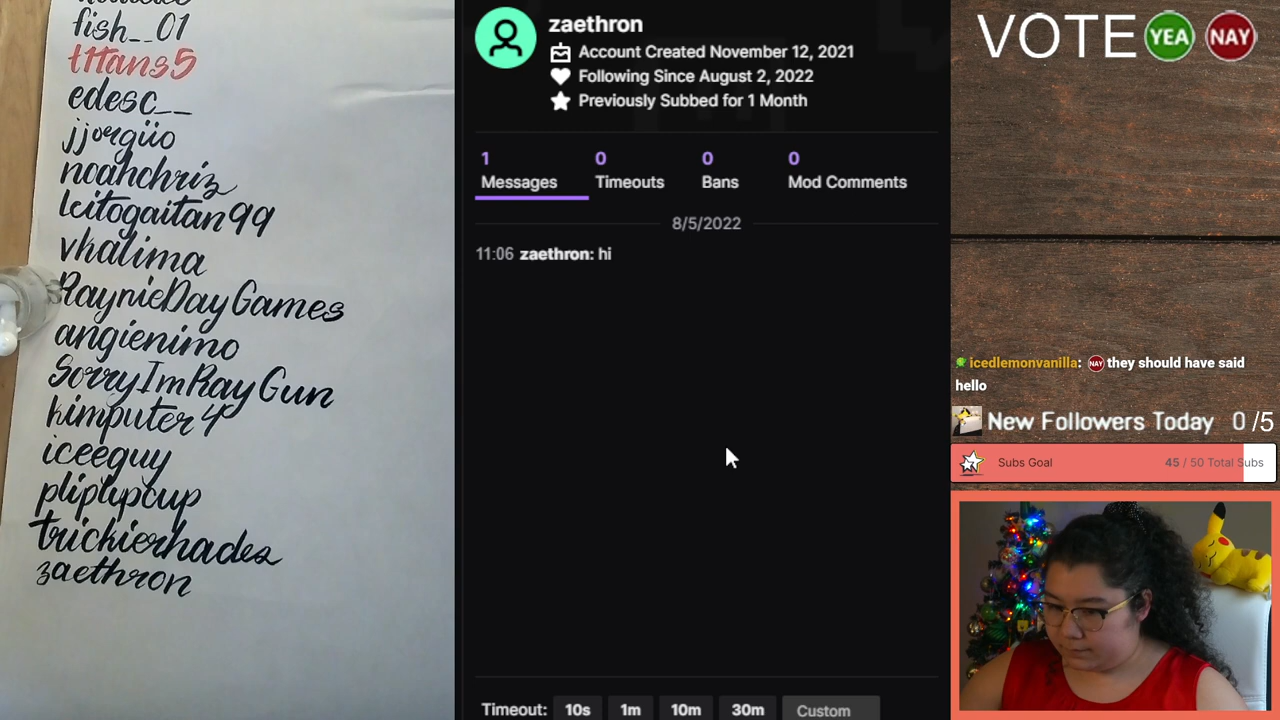 fish__01
tHans5
edesc__
jjorgüo
noahchriz
leitogaitan99
vhalima
RaynieDayGames
angienimo
SorryImRayGun
kimputer4
iceeguy
pliplupcup
trickierhades
zaethron
zaethron
Account Created November 12, 2021
Following Since August 2, 2022
Previously Subbed for 1 Month
1 0 0 0
Messages Timeouts Bans Mod Comments
8/5/2022
11:06 zaethron: hi
Timeout: 10s 1m 10m 30m Custom
VOTE YEA NAY
icedlemonvanilla: NAY they should have said
hello
New Followers Today 0 /5
Subs Goal 45 / 50 Total Subs